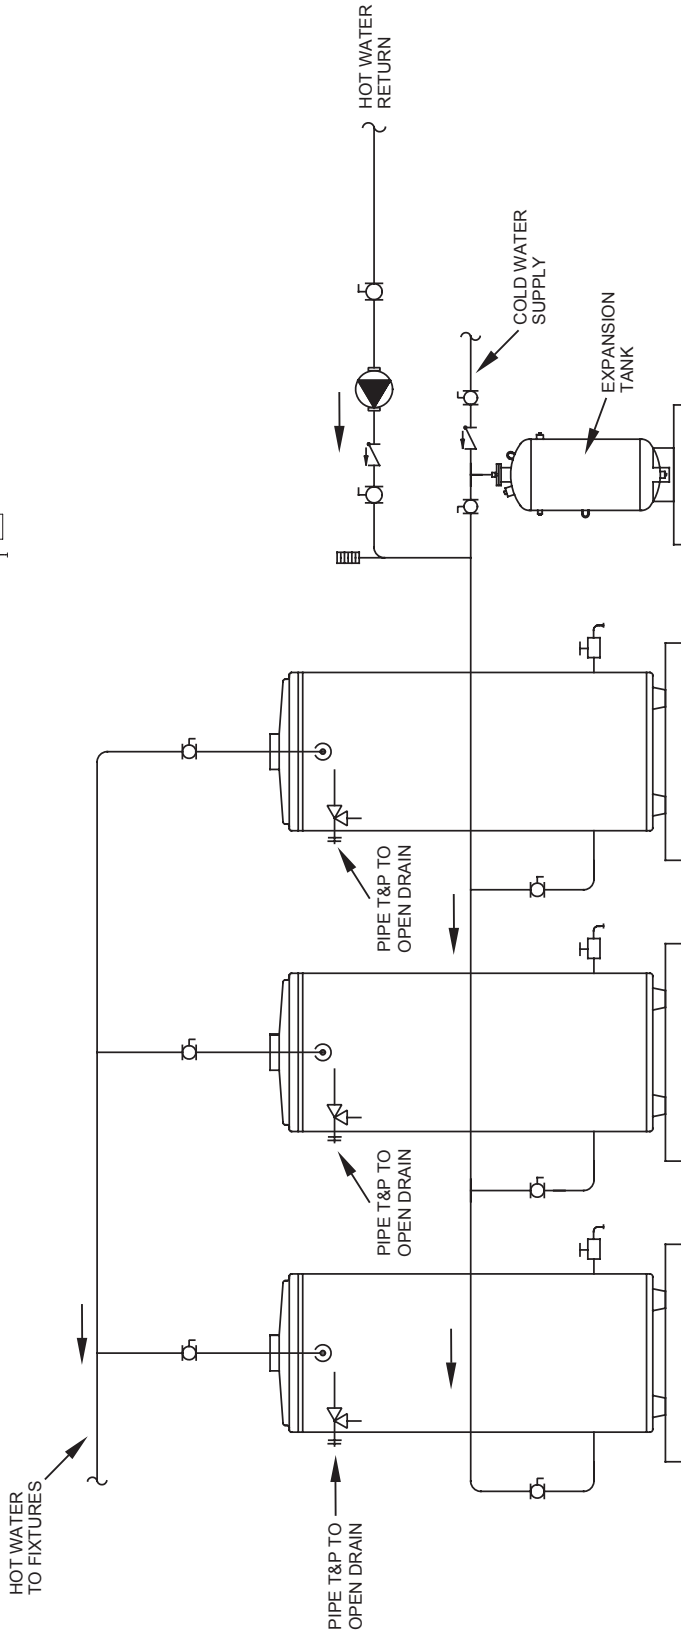 HOT WATER
TO FIXTURES
PIPE T&P TO
OPEN DRAIN
PIPE T&P TO
OPEN DRAIN
PIPE T&P TO
OPEN DRAIN
HOT WATER
RETURN
COLD WATER
SUPPLY
EXPANSION
TANK